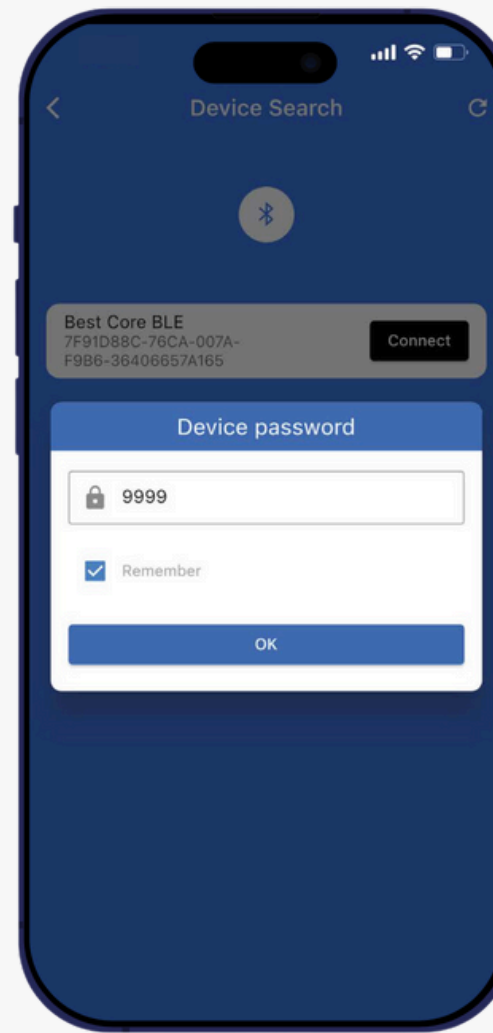 Device Search
Best Core BLE
7F91D88C-76CA-007A-
F9B6-36406657A165
Connect
Device password
9999
Remember
OK